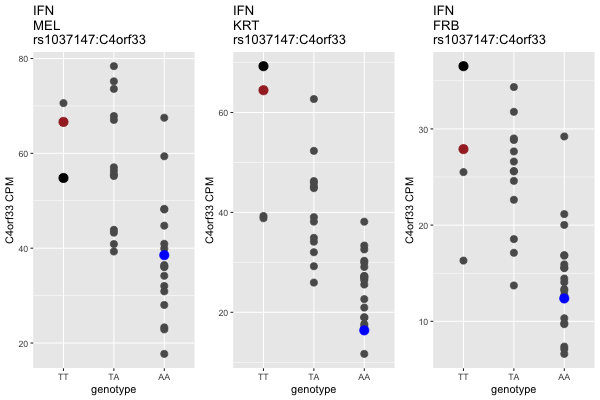 IFN
MEL
rs1037147:C4orf33
80
60
40
20
C4orf33 CPM
TT TA AA
genotype
IFN
KRT
rs1037147:C4orf33
60
40
20
C4orf33 CPM
TT TA AA
genotype
IFN
FRB
rs1037147:C4orf33
30
20
10
C4orf33 CPM
TT TA AA
genotype